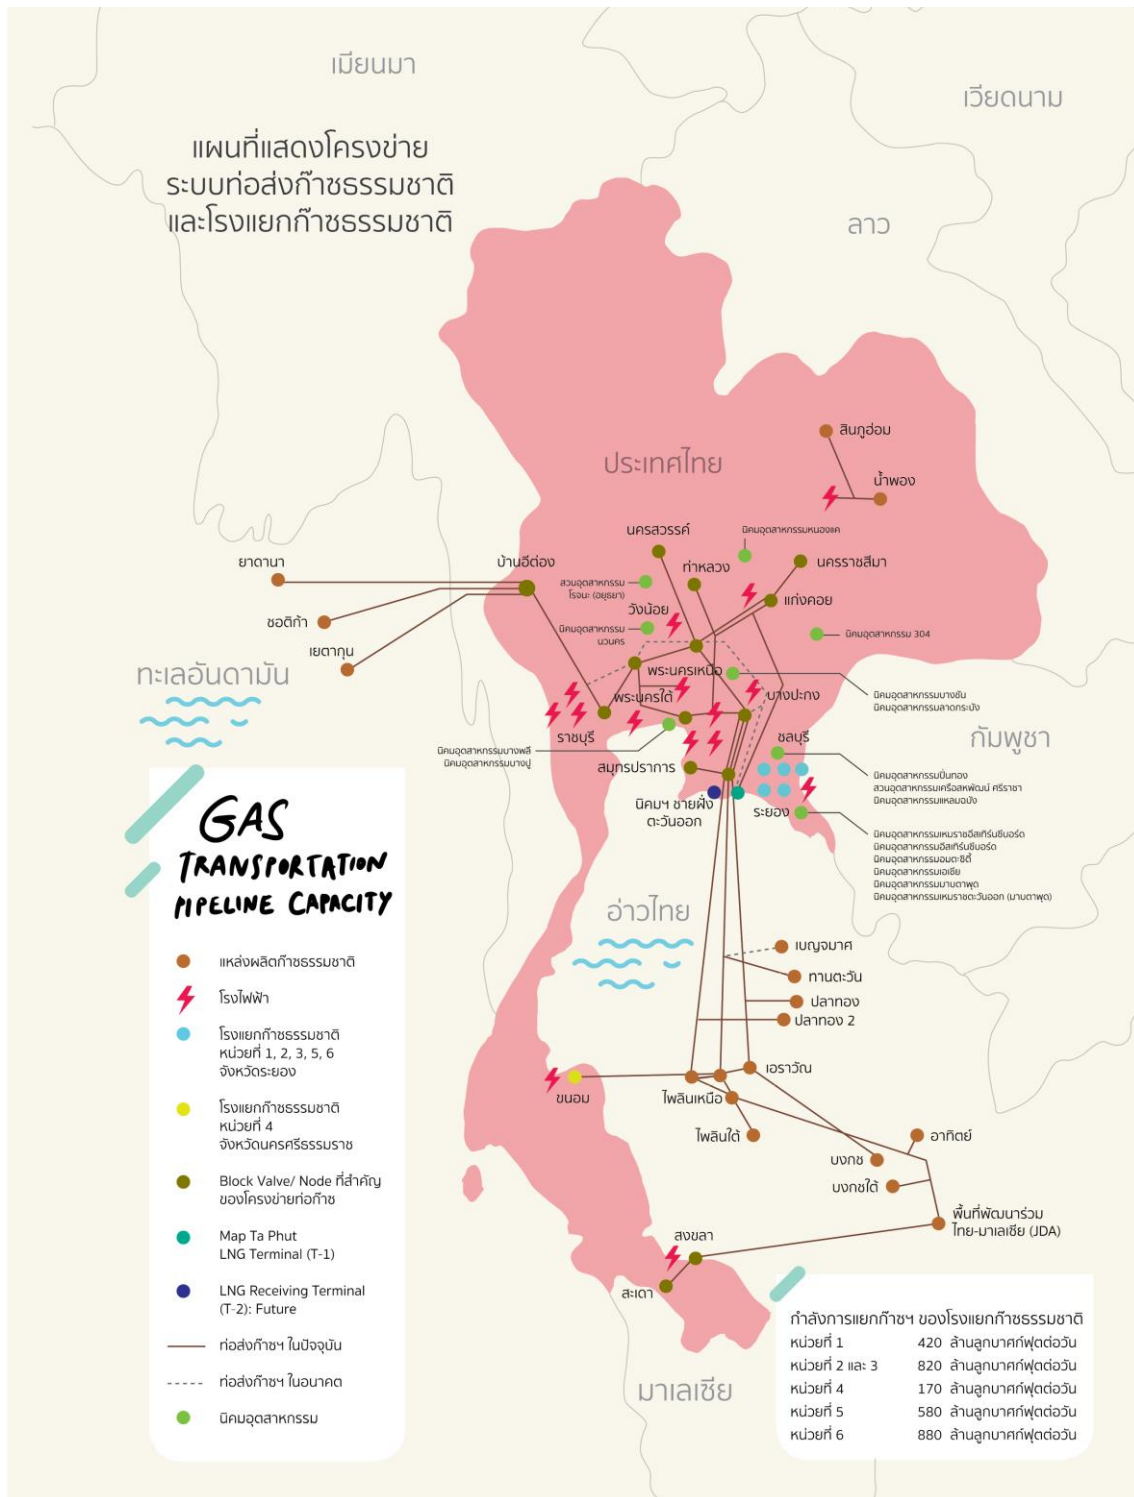 เมียนมา
เวียดนาม
แผนที่แสดงโครงข่าย
ระบบท่อส่งก๊าซธรรมชาติ
และโรงแยกก๊าซธรรมชาติ
ลาว
สินภูฮ่อม
ประเทศไทย
น้ำพอง
นครสวรรค์
นิคมอุตสาหกรรมหนองแค
ยาดานา
บ้านอีต่อง
ท่าหลวง
นครราชสีมา
สวนอุตสาหกรรม
โรจนะ (อยุธยา)
แก่งคอย
วังน้อย
ซอติก้า
นิคมอุตสาหกรรม
นวนคร
นิคมอุตสาหกรรม 304
เยตากุน
ทะเลอันดามัน
พระนครเหนือ
พระนครใต้
บางปะกง
นิคมอุตสาหกรรมบางชัน
นิคมอุตสาหกรรมลาดกระบัง
ราชบุรี
ชลบุรี
กัมพูชา
นิคมอุตสาหกรรมบางพลี
นิคมอุตสาหกรรมบางปู
สมุทรปราการ
นิคมอุตสาหกรรมปิ่นทอง
สวนอุตสาหกรรมเครือสหพัฒน์ ศรีราชา
นิคมอุตสาหกรรมแหลมฉบัง
นิคมฯ ชายฝั่ง
ตะวันออก
ระยอง
นิคมอุตสาหกรรมเหมราชอีสเทิร์นซีบอร์ด
นิคมอุตสาหกรรมอีสเทิร์นซีบอร์ด
นิคมอุตสาหกรรมอมตะซิตี้
นิคมอุตสาหกรรมเอเซีย
นิคมอุตสาหกรรมมาบตาพุด
นิคมอุตสาหกรรมเหมราชตะวันออก (มาบตาพุด)
GAS
TRANSPORTATION
PIPELINE CAPACITY
อ่าวไทย
เบญจมาศ
ทานตะวัน
ปลาทอง
ปลาทอง 2
เอราวัณ
ขนอม
ไพลินเหนือ
ไพลินใต้
อาทิตย์
บงกช
บงกชใต้
พื้นที่พัฒนาร่วม
ไทย-มาเลเซีย (JDA)
สงขลา
สะเดา
มาเลเซีย
แหล่งผลิตก๊าซธรรมชาติ
โรงไฟฟ้า
โรงแยกก๊าซธรรมชาติ
หน่วยที่ 1, 2, 3, 5, 6
จังหวัดระยอง
โรงแยกก๊าซธรรมชาติ
หน่วยที่ 4
จังหวัดนครศรีธรรมราช
Block Valve/ Node ที่สำคัญ
ของโครงข่ายท่อก๊าซ
Map Ta Phut
LNG Terminal (T-1)
LNG Receiving Terminal
(T-2): Future
ท่อส่งก๊าซฯ ในปัจจุบัน
ท่อส่งก๊าซฯ ในอนาคต
นิคมอุตสาหกรรม
กำลังการแยกก๊าซฯ ของโรงแยกก๊าซธรรมชาติ
หน่วยที่ 1 420 ล้านลูกบาศก์ฟุตต่อวัน
หน่วยที่ 2 และ 3 820 ล้านลูกบาศก์ฟุตต่อวัน
หน่วยที่ 4 170 ล้านลูกบาศก์ฟุตต่อวัน
หน่วยที่ 5 580 ล้านลูกบาศก์ฟุตต่อวัน
หน่วยที่ 6 880 ล้านลูกบาศก์ฟุตต่อวัน